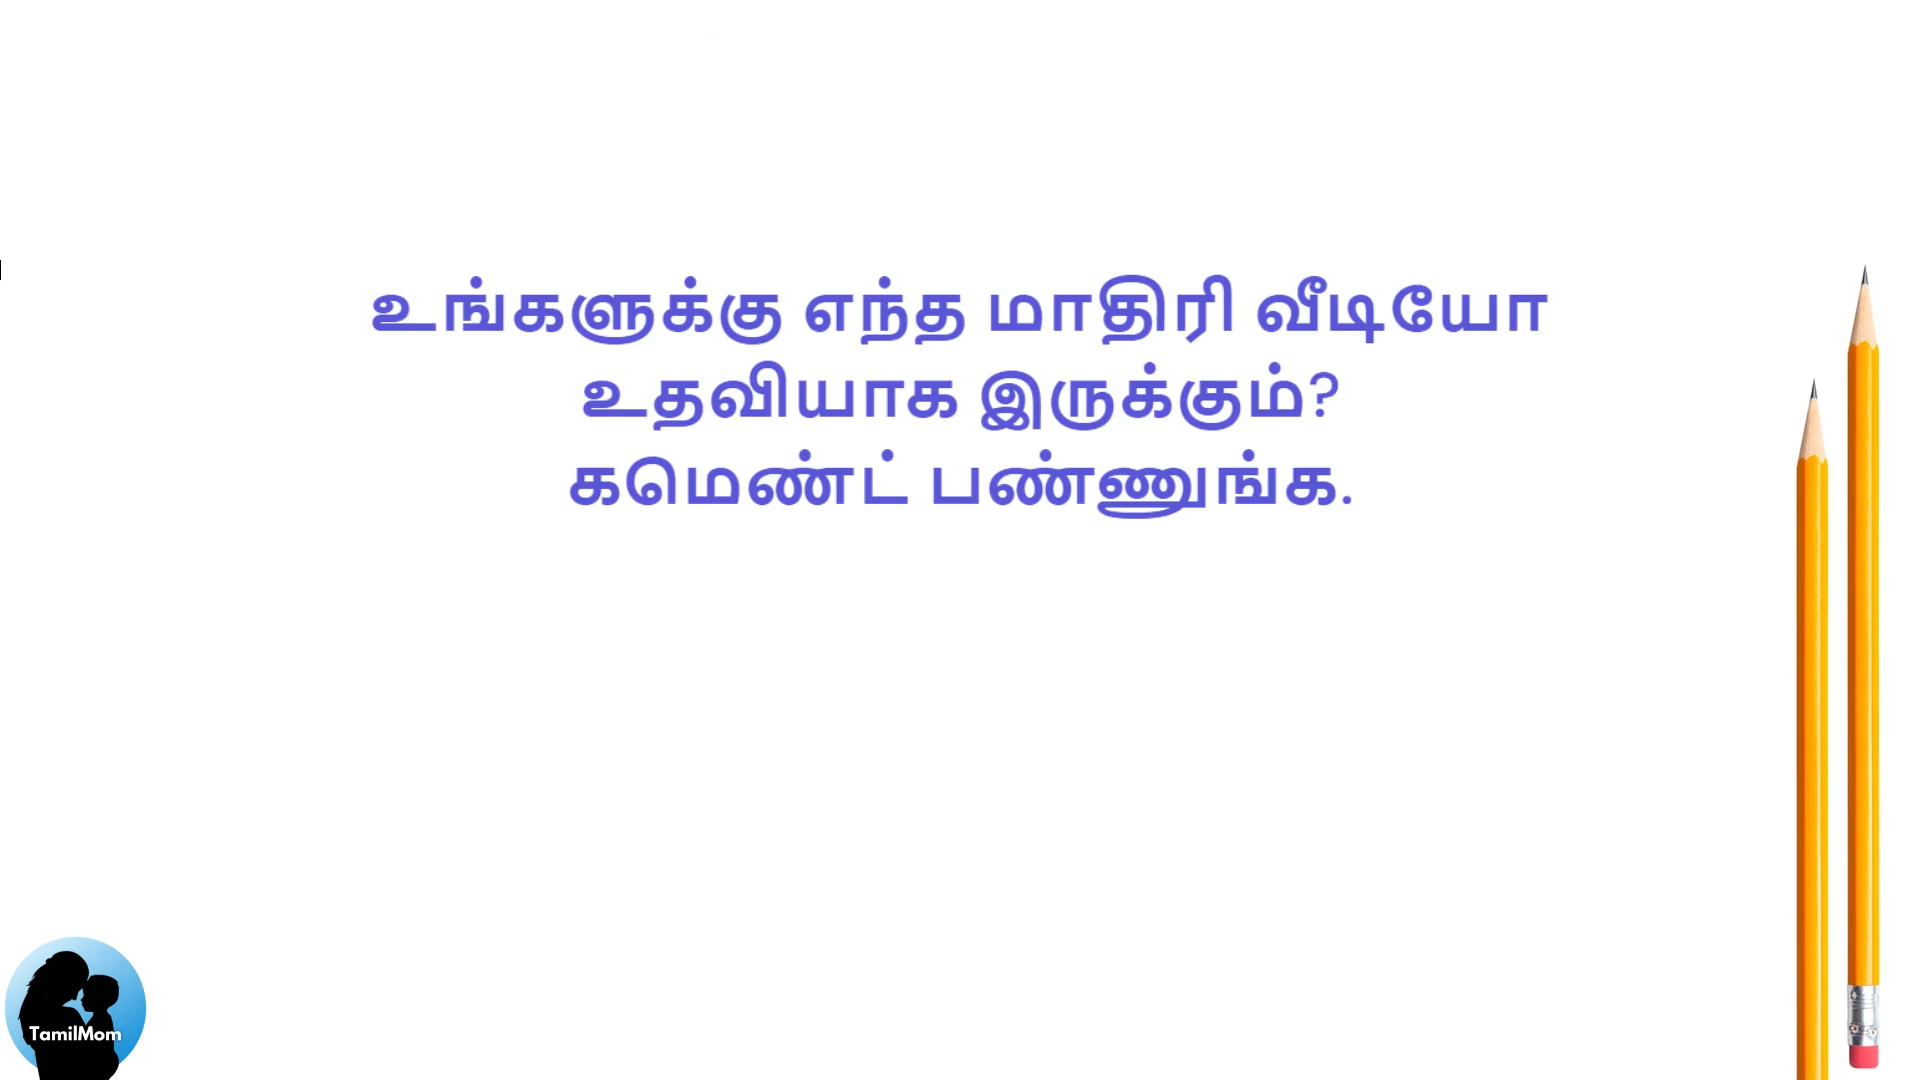 உங்களுக்கு எந்த மாதிரி வீடியோ
உதவியாக இருக்கும்?
கமெண்ட் பண்ணுங்க.
TamilMom